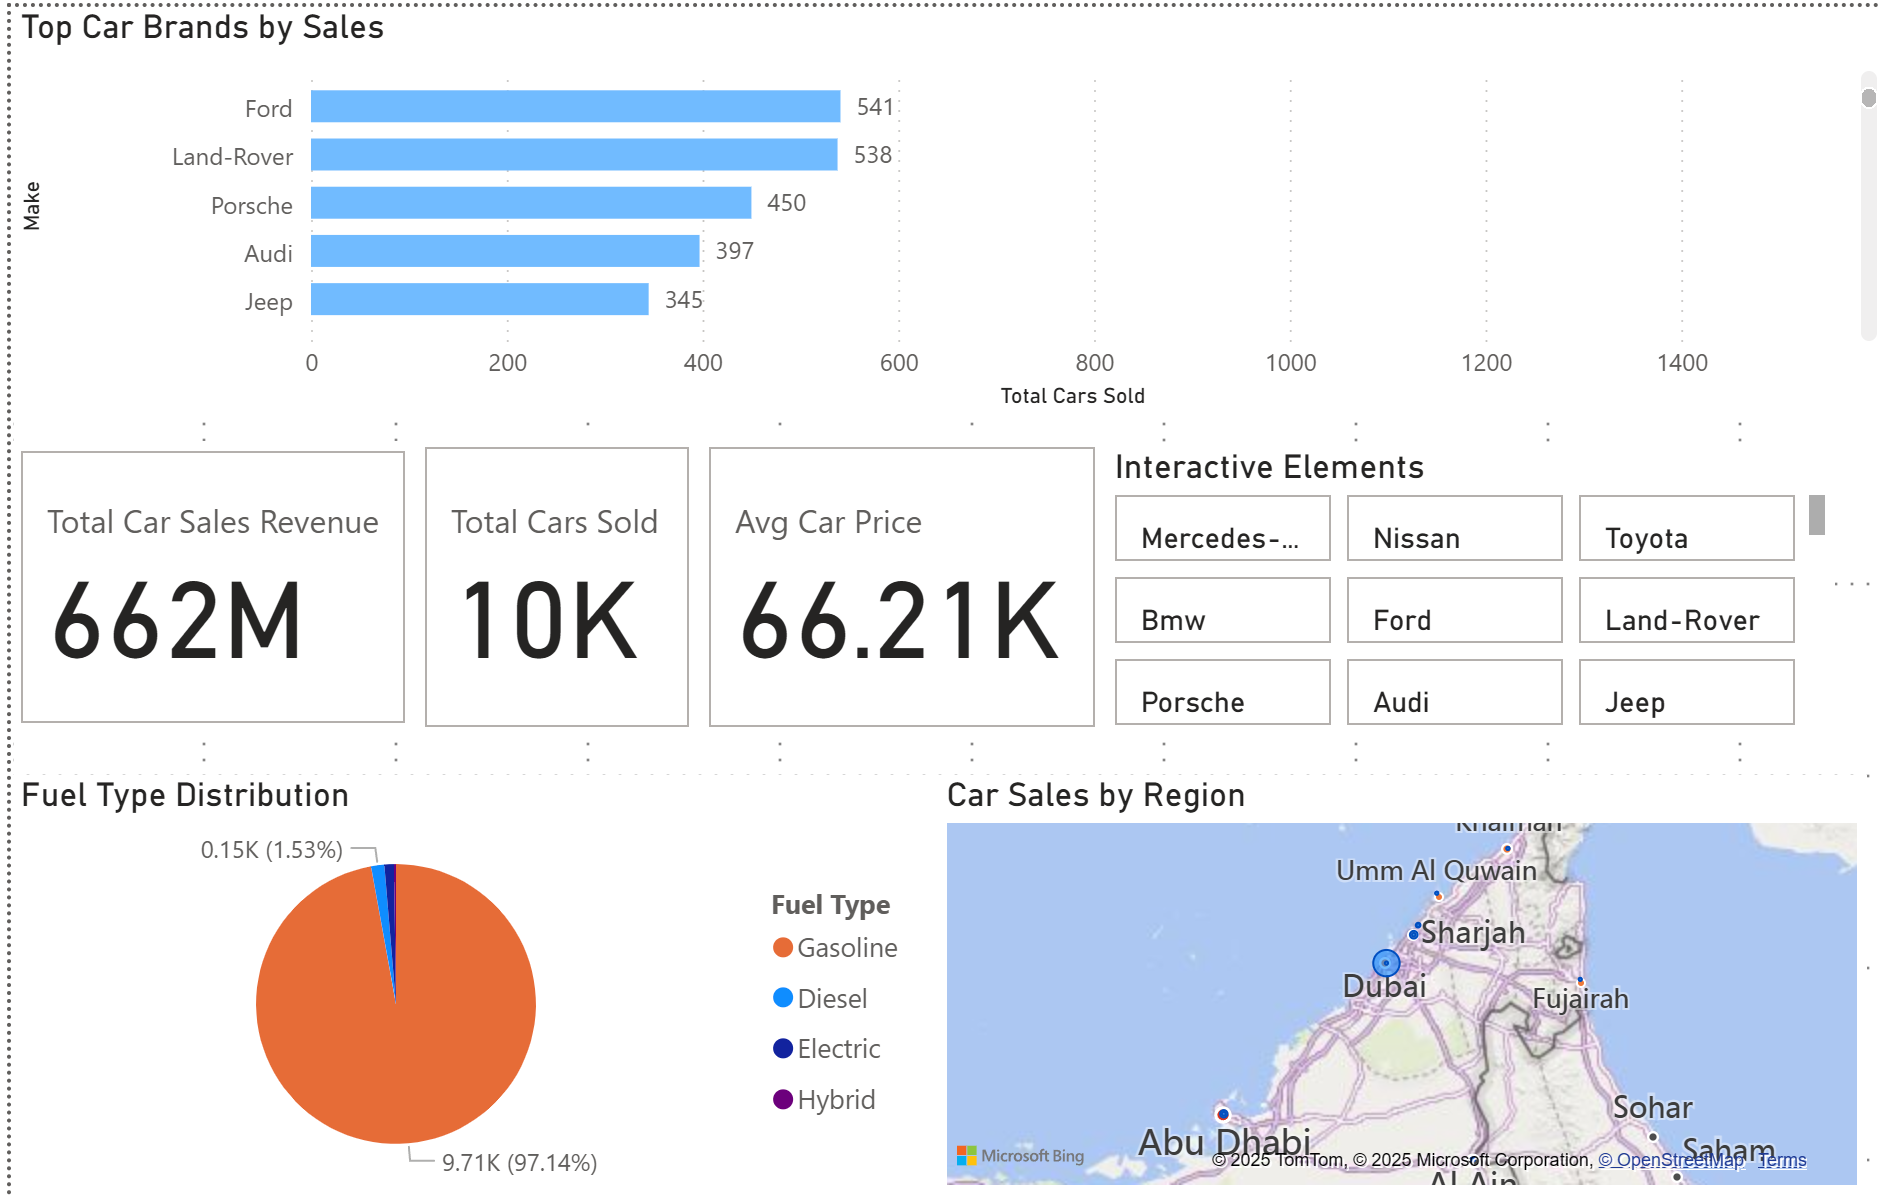 Top Car Brands by Sales
Make
Ford 541
Land-Rover 538
Porsche 450
Audi 397
Jeep 345
0 200 400 600 800 1000 1200 1400
Total Cars Sold
Total Car Sales Revenue
662M
Total Cars Sold
10K
Avg Car Price
66.21K
Interactive Elements
Mercedes-... Nissan Toyota
Bmw Ford Land-Rover
Porsche Audi Jeep
Fuel Type Distribution
0.15K (1.53%)
9.71K (97.14%)
Fuel Type
Gasoline
Diesel
Electric
Hybrid
Car Sales by Region
Khaimah
Umm Al Quwain
Sharjah
Dubai
Fujairah
Sohar
Abu Dhabi
Saham
Al Ain
Microsoft Bing
© 2025 TomTom, © 2025 Microsoft Corporation, © OpenStreetMap Terms